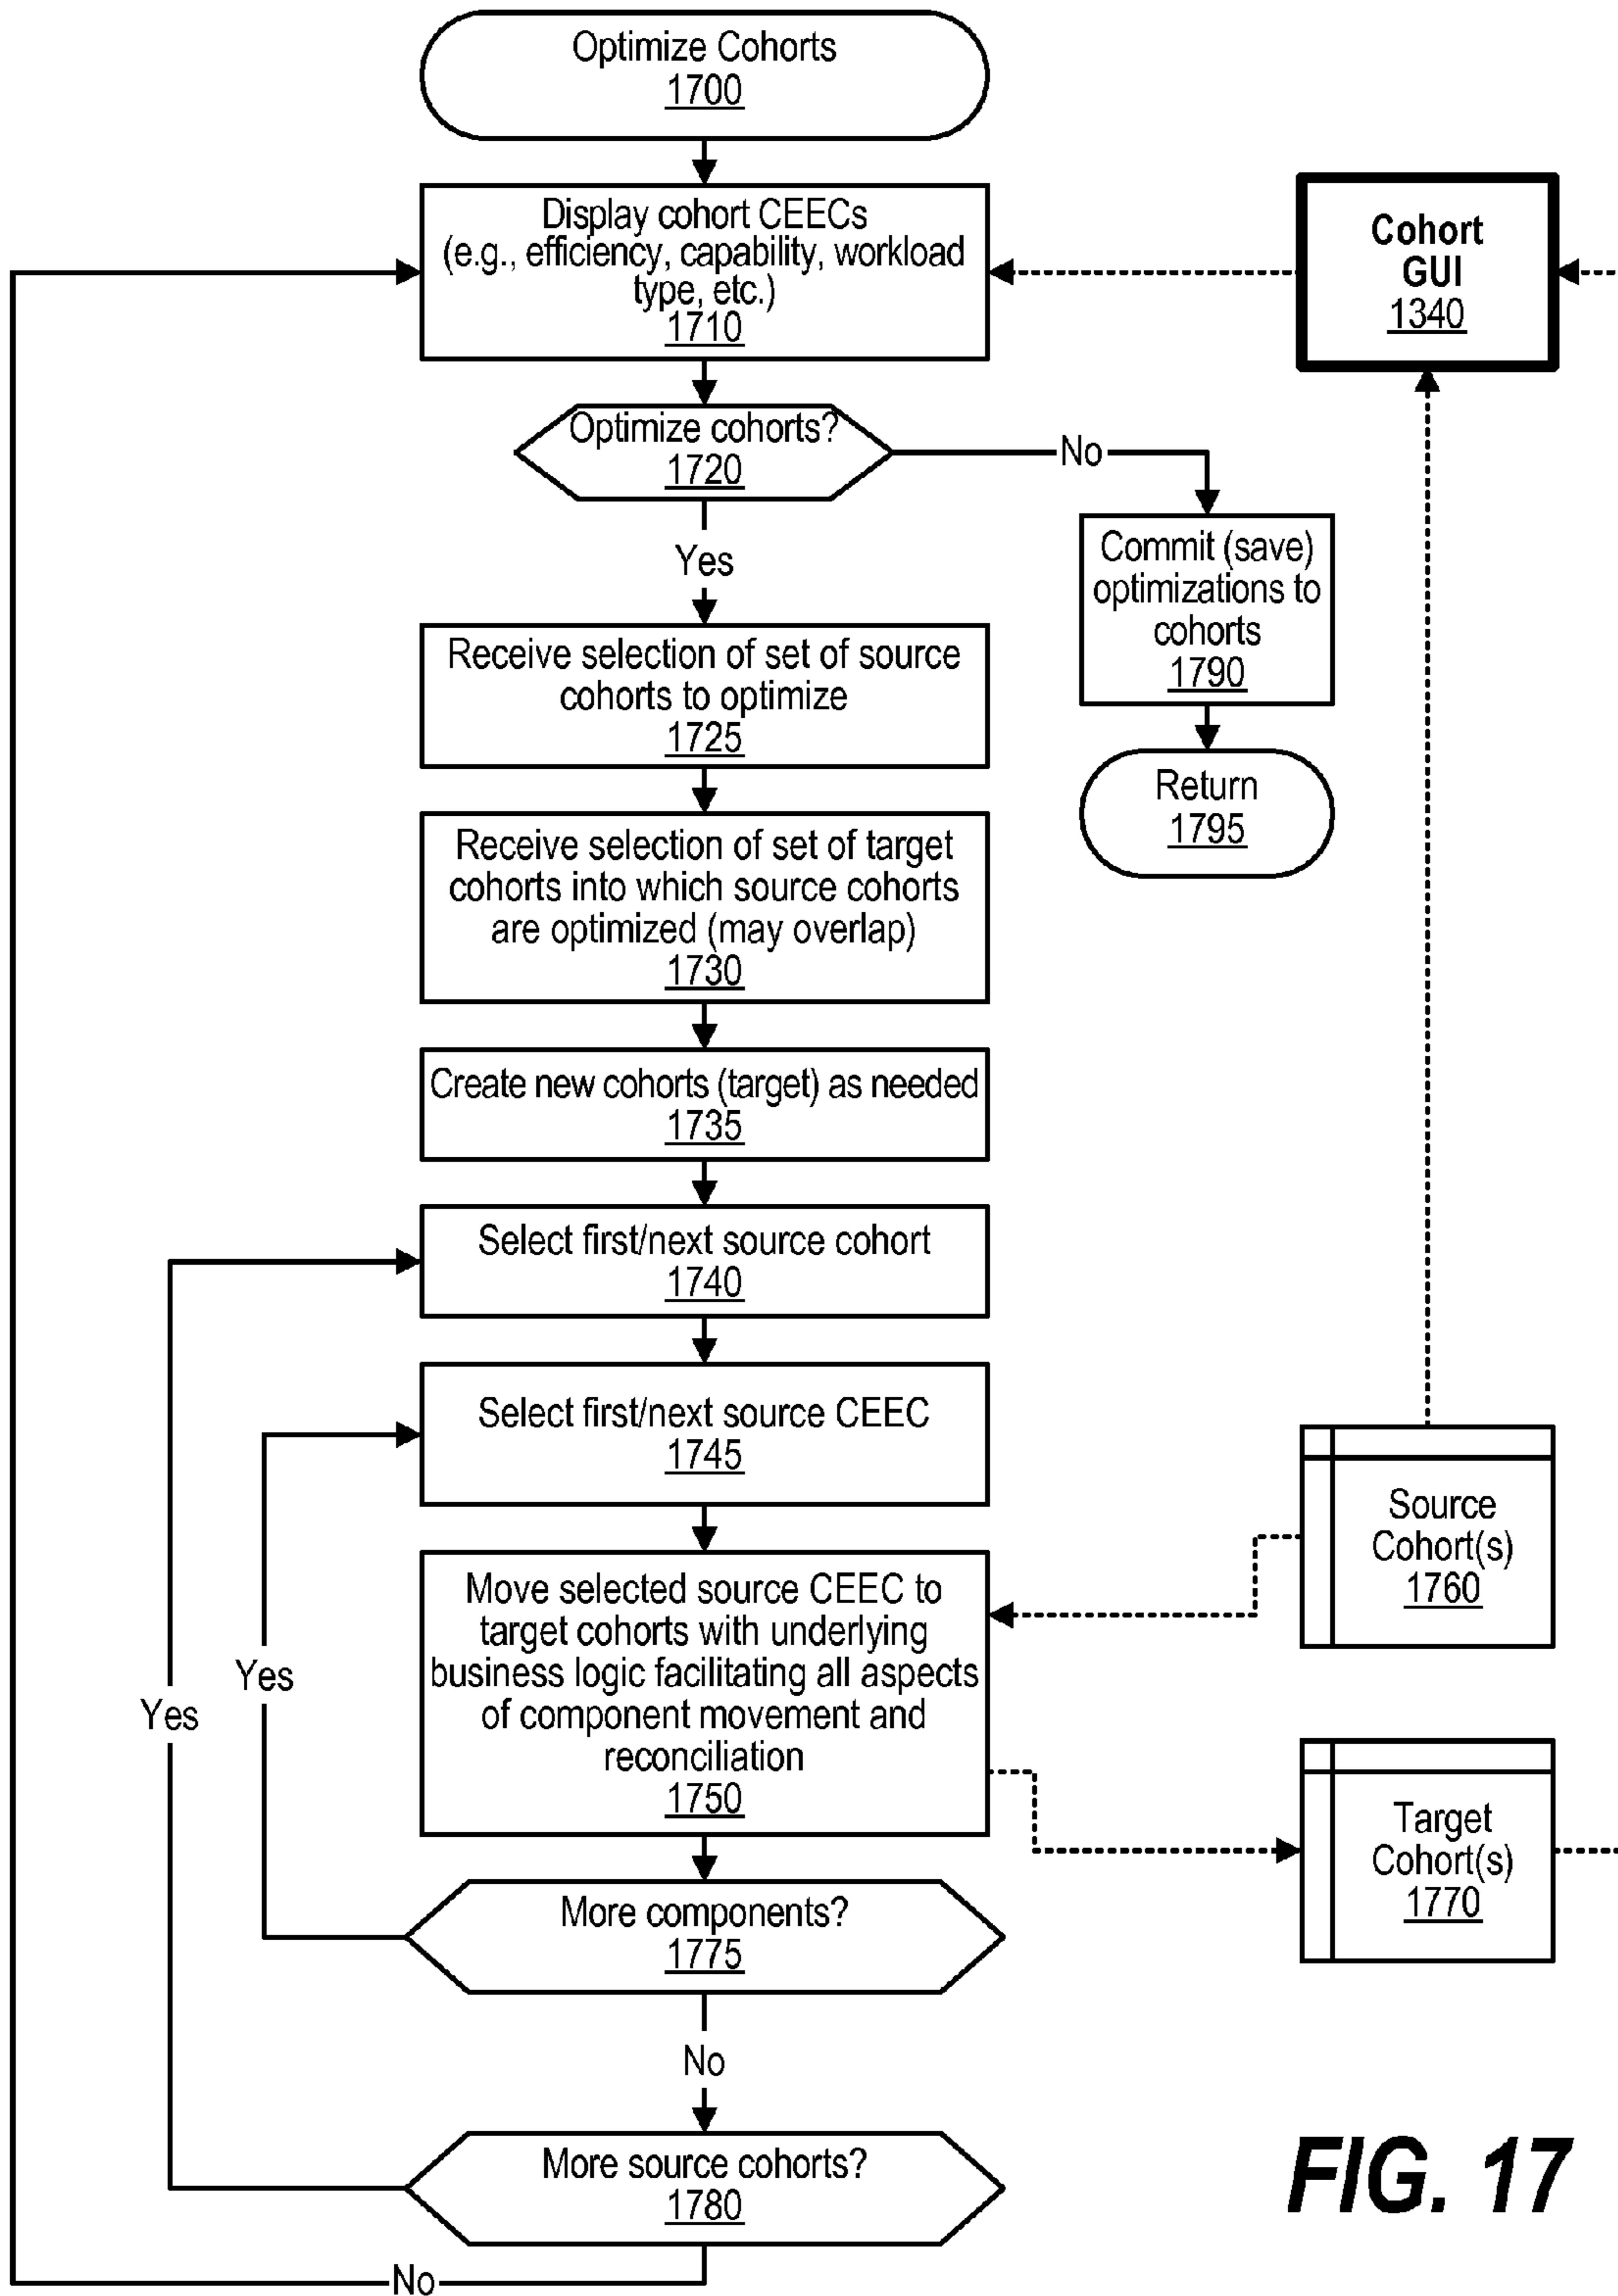 Optimize Cohorts
1700
Display cohort CEECs
(e.g., efficiency, capability, workload
type, etc.)
1710
Cohort
GUI
1340
Optimize cohorts?
1720
No
Yes
Commit (save)
optimizations to
cohorts
1790
Return
1795
Receive selection of set of source
cohorts to optimize
1725
Receive selection of set of target
cohorts into which source cohorts
are optimized (may overlap)
1730
Create new cohorts (target) as needed
1735
Select first/next source cohort
1740
Select first/next source CEEC
1745
Move selected source CEEC to
target cohorts with underlying
business logic facilitating all aspects
of component movement and
reconciliation
1750
Source
Cohort(s)
1760
Target
Cohort(s)
1770
Yes
Yes
More components?
1775
No
More source cohorts?
1780
No
FIG. 17